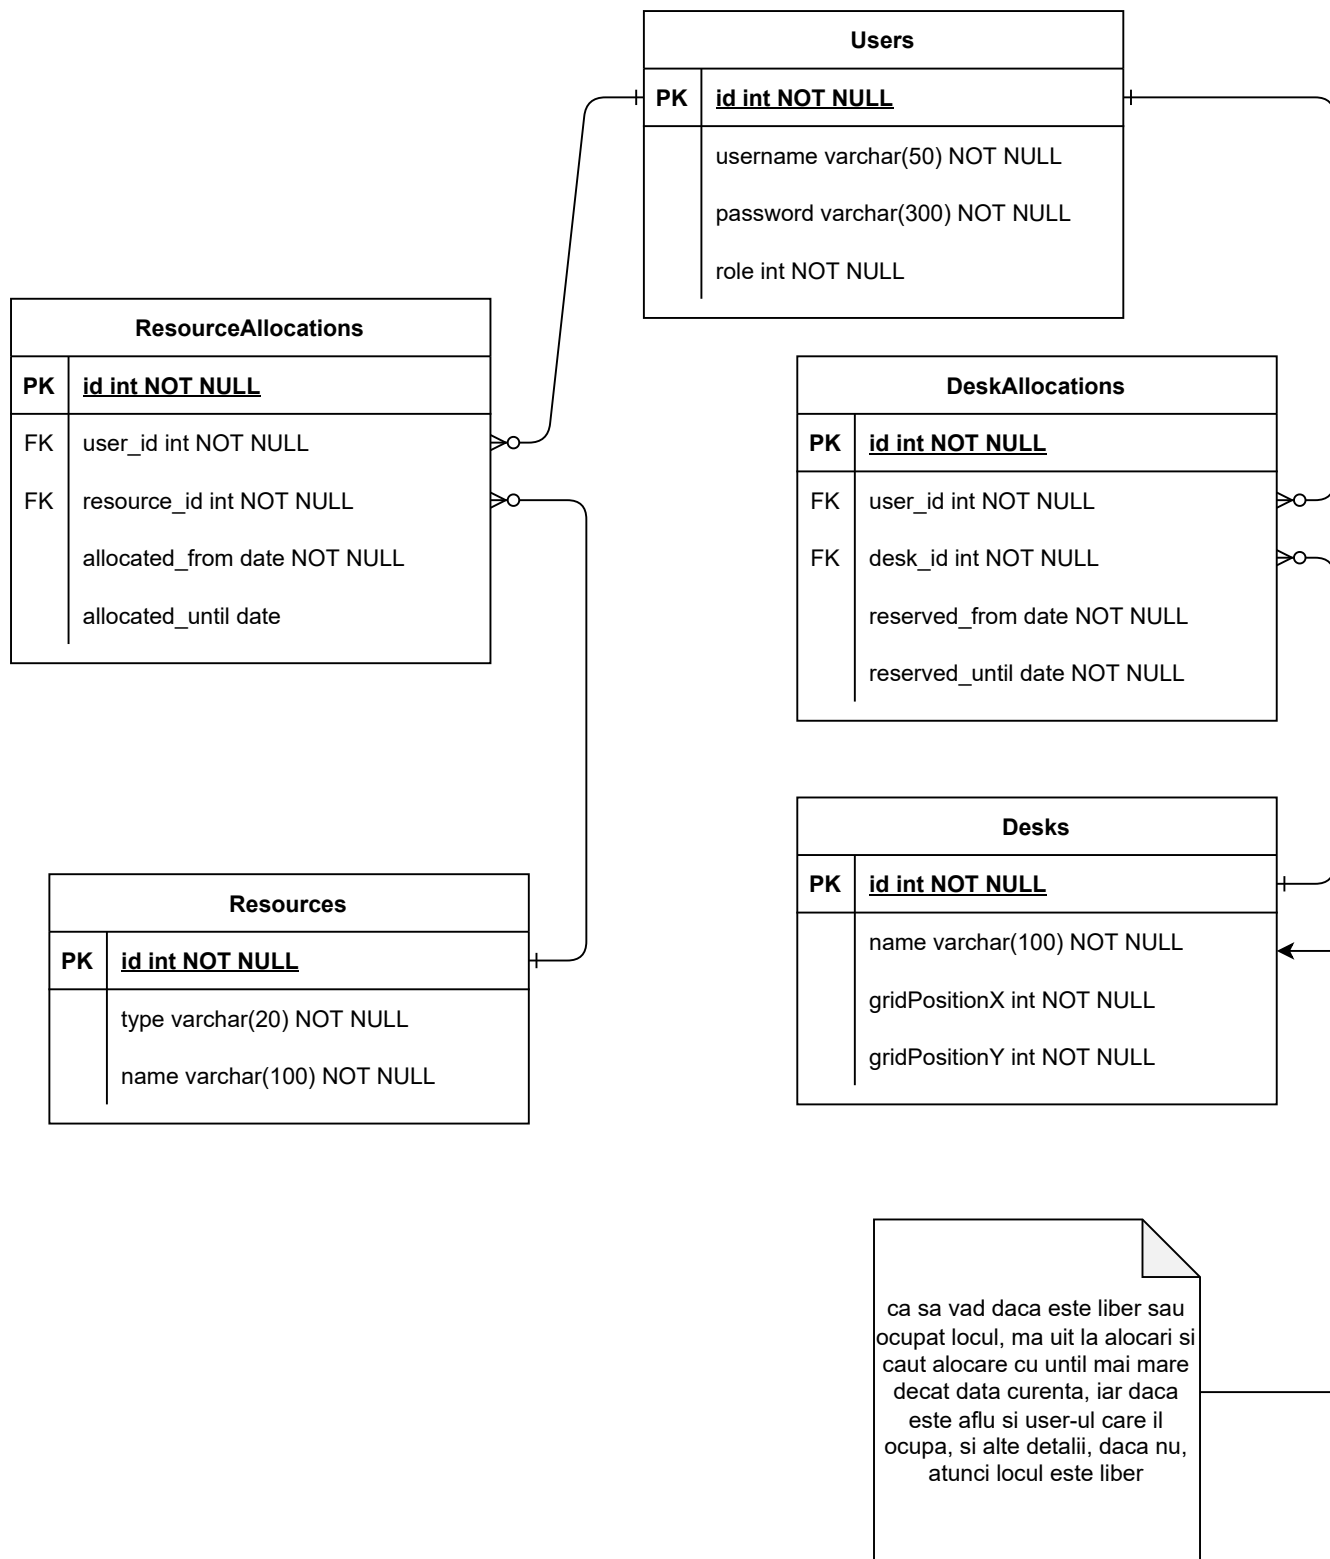 Users
PK id int NOT NULL
username varchar(50) NOT NULL
password varchar(300) NOT NULL
role int NOT NULL
ResourceAllocations
PK id int NOT NULL
FK user_id int NOT NULL
FK resource_id int NOT NULL
allocated_from date NOT NULL
allocated_until date
DeskAllocations
PK id int NOT NULL
FK user_id int NOT NULL
FK desk_id int NOT NULL
reserved_from date NOT NULL
reserved_until date NOT NULL
Desks
PK id int NOT NULL
name varchar(100) NOT NULL
gridPositionX int NOT NULL
gridPositionY int NOT NULL
Resources
PK id int NOT NULL
type varchar(20) NOT NULL
name varchar(100) NOT NULL
ca sa vad daca este liber sau
ocupat locul, ma uit la alocari si
caut alocare cu until mai mare
decat data curenta, iar daca
este aflu si user-ul care il
ocupa, si alte detalii, daca nu,
atunci locul este liber